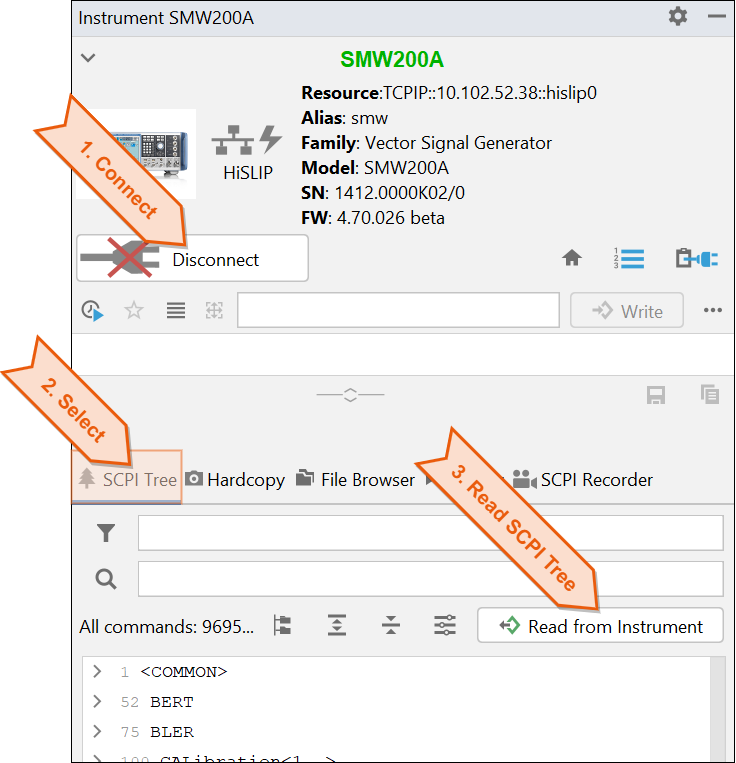 Instrument SMW200A
SMW200A
Resource:TCPIP::10.102.52.38::hislip0
Alias: smw
Family: Vector Signal Generator
Model: SMW200A
SN: 1412.0000K02/0
FW: 4.70.026 beta
HiSLIP
1. Connect
Disconnect
1
2
3
Write
2. Select
SCPI Tree Hardcopy File Browser SCPI Recorder
3. Read SCPI Tree
All commands: 9695... Read from Instrument
1 <COMMON>
52 BERT
75 BLER